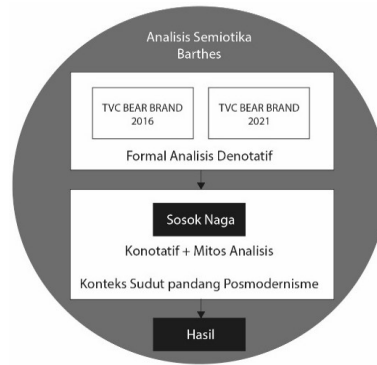 Analisis Semiotika
Barthes
TVC BEAR BRAND
2016
TVC BEAR BRAND
2021
Formal Analisis Denotatif
Sosok Naga
Konotatif + Mitos Analisis
Konteks Sudut pandang Posmodernisme
Hasil